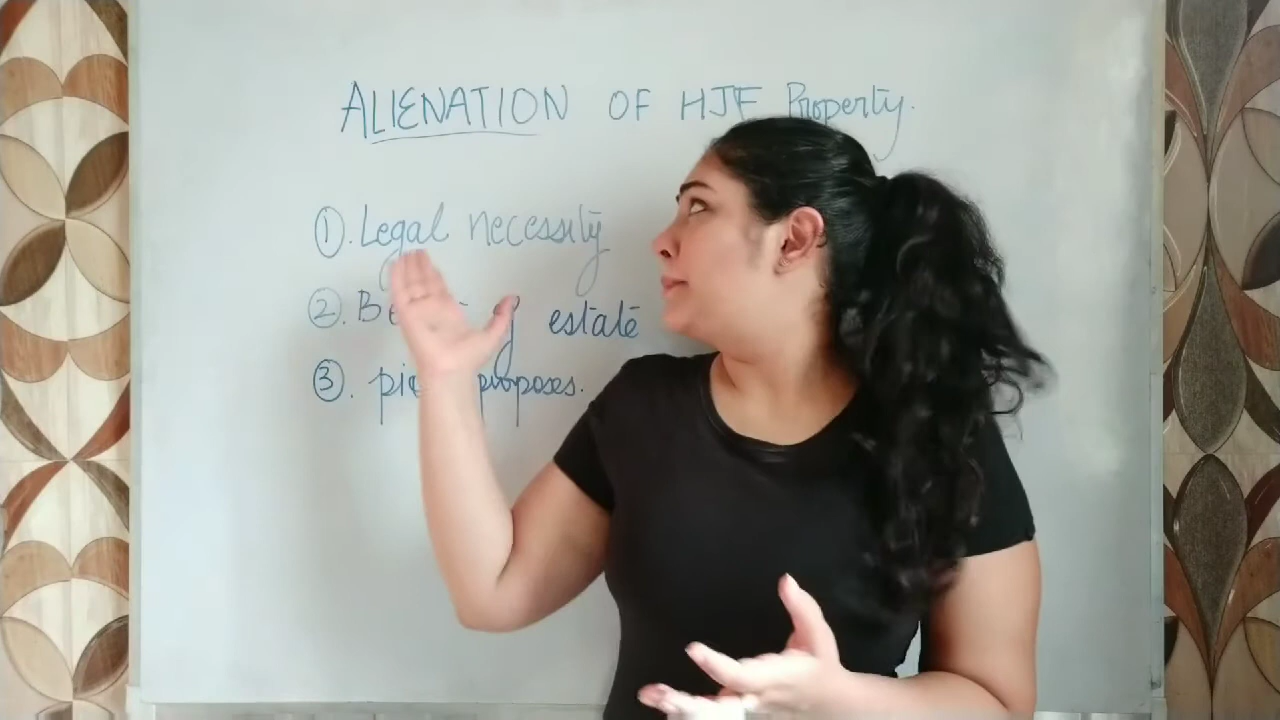 ALIENATION OF HJF Property.
①. Legal necessity
②. estate
③. purposes.